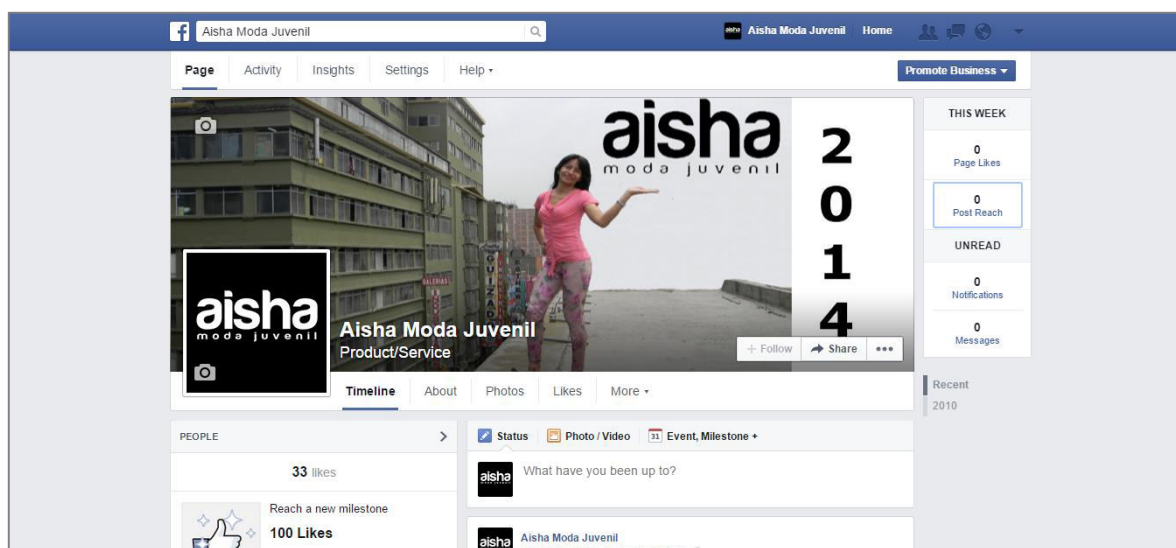 Aisha Moda Juvenil
Aisha Moda Juvenil Home
Page Activity Insights Settings Help
Promote Business
aisha
moda juvenil
2
0
1
4
GALERIAS
GUIZADO
aisha
moda juvenil
Aisha Moda Juvenil
Product/Service
+ Follow Share •••
Timeline About Photos Likes More
THIS WEEK
0
Page Likes
0
Post Reach
UNREAD
0
Notifications
0
Messages
Recent
2010
PEOPLE
33 likes
Reach a new milestone
100 Likes
Status Photo / Video 31 Event, Milestone +
aisha
What have you been up to?
aisha
Aisha Moda Juvenil